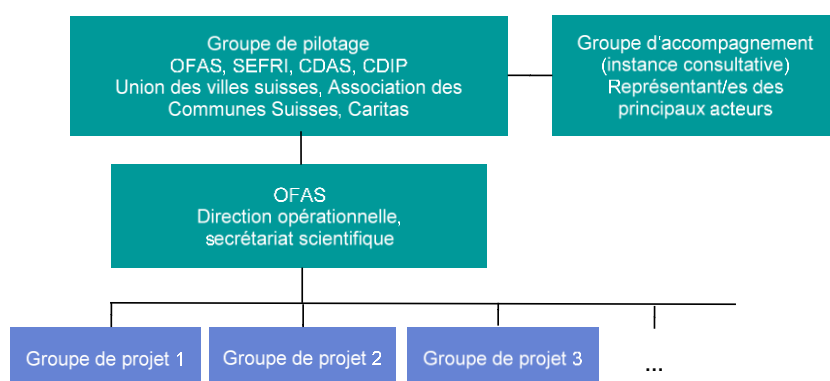 Groupe de pilotage
OFAS, SEFRI, CDAS, CDIP
Union des villes suisses, Association des
Communes Suisses, Caritas
Groupe d'accompagnement
(instance consultative)
Représentant/es des
principaux acteurs
OFAS
Direction opérationnelle,
secrétariat scientifique
Groupe de projet 1
Groupe de projet 2
Groupe de projet 3
...